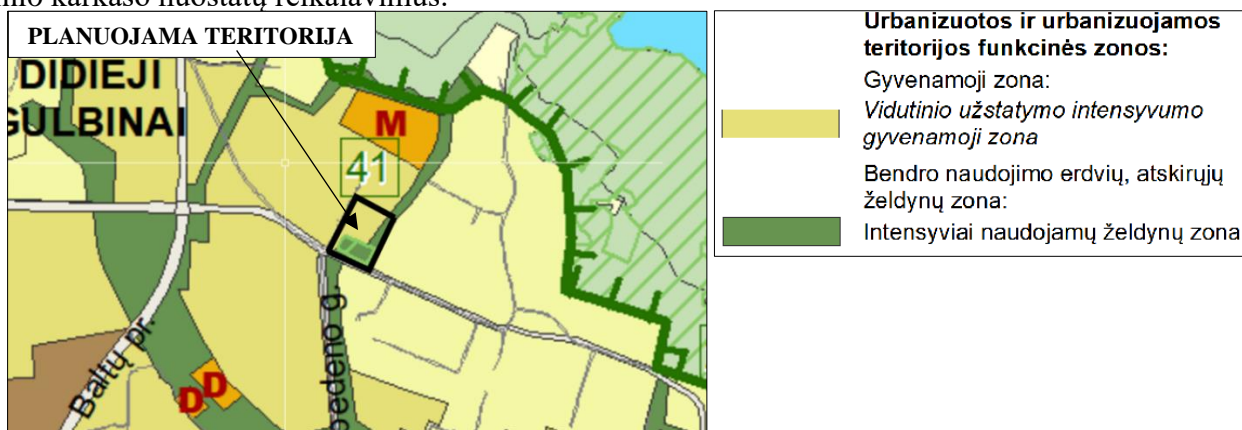 PLANUOJAMA TERITORIJA
DIDIEJI
GULBINAI
M
41
Baltų pr.
D
D
Urbanizuotos ir urbanizuojamos
teritorijos funkcinės zonos:
Gyvenamoji zona:
Vidutinio užstatymo intensyvumo
gyvenamoji zona
Bendro naudojimo erdvių, atskirųjų
želdynų zona:
Intensyviai naudojamų želdynų zona